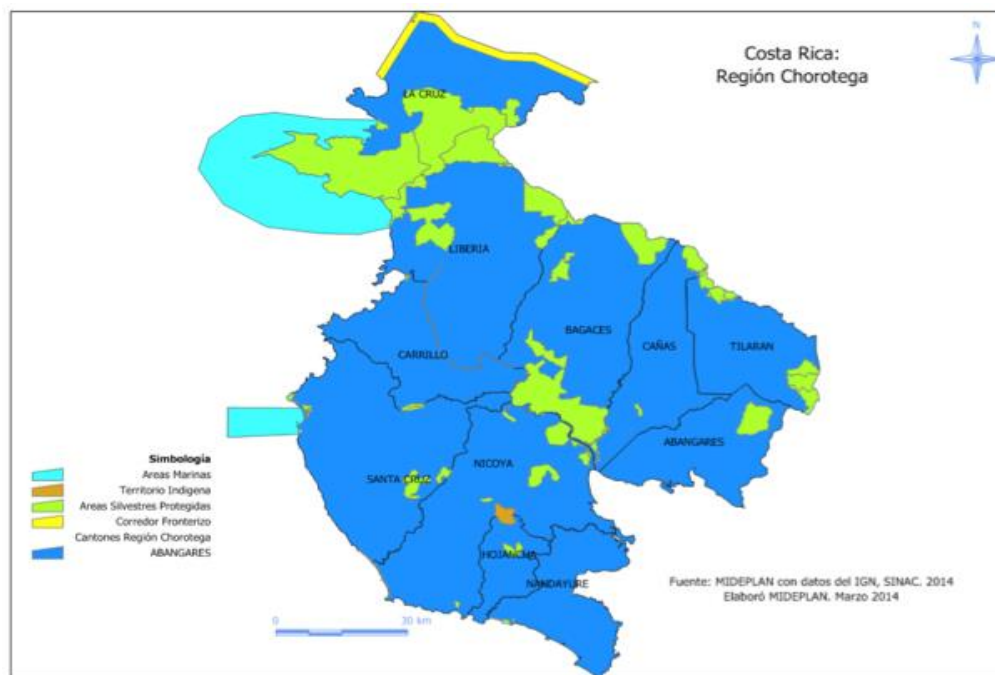 Costa Rica:
Región Chorotega
N
LA CRUZ
LIBERIA
BAGACES
CAÑAS
TILARAN
CARRILLO
ABANGARES
NICOYA
SANTA CRUZ
HOJANCHA
NANDAYURE
Simbología
Areas Marinas
Territorio Indigena
Areas Silvestres Protegidas
Corredor Fronterizo
Cantones Región Chorotega
ABANGARES
Fuente: MIDEPLAN con datos del IGN, SINAC. 2014
Elaboró MIDEPLAN. Marzo 2014
0 30 km